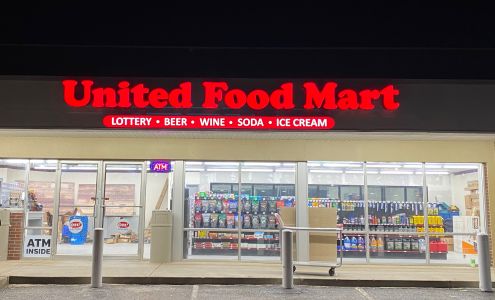 United Food Mart
LOTTERY • BEER • WINE • SODA • ICE CREAM
ATM
ATM
INSIDE